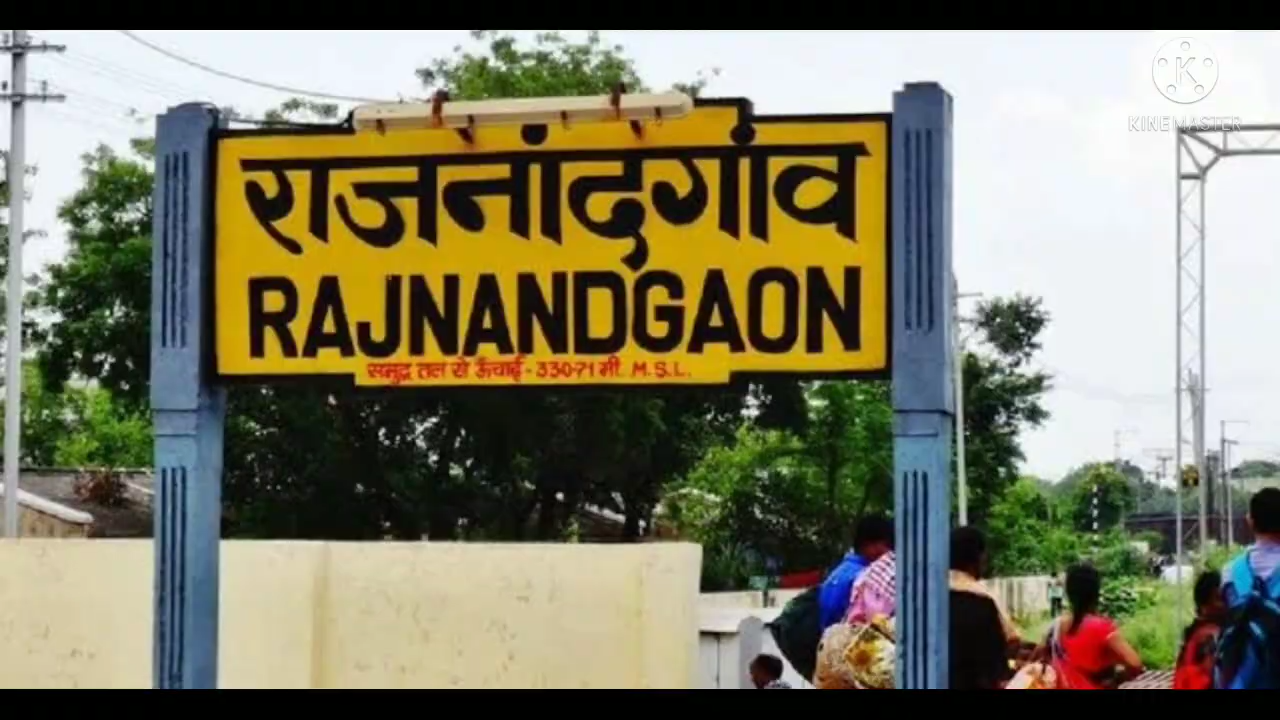 राजनांदगांव
RAJNANDGAON
समुद्र तल से ऊंचाई - 330·71 मी. M.S.L.
K
KINEMASTER